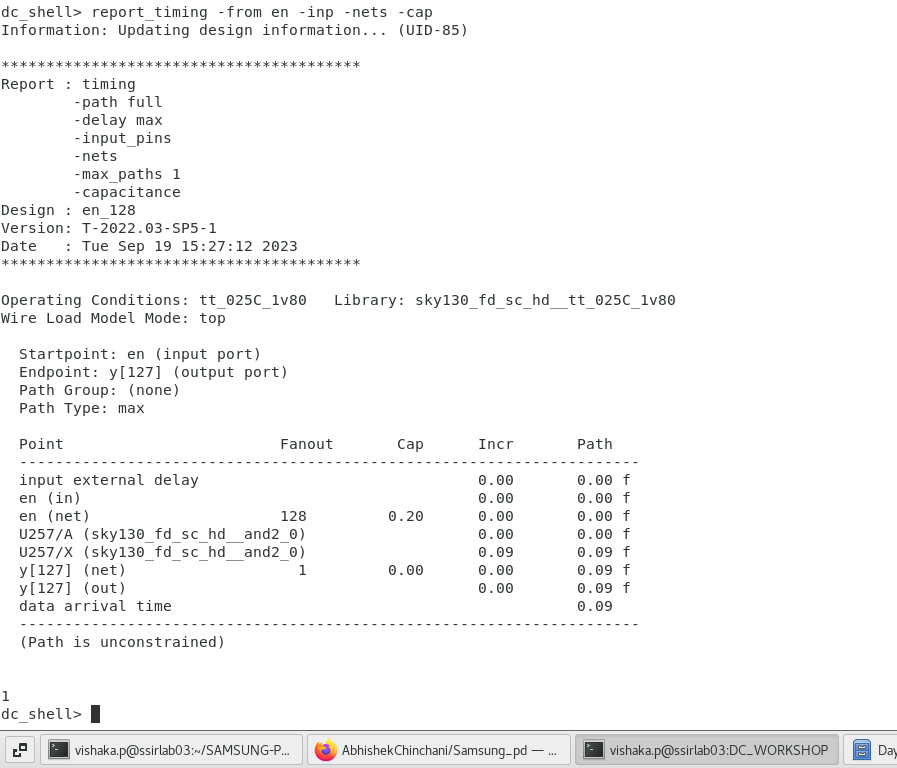 dc_shell> report_timing -from en -inp -nets -cap
Information: Updating design information... (UID-85)
****************************************
Report : timing
        -path full
        -delay max
        -input_pins
        -nets
        -max_paths 1
        -capacitance
Design : en_128
Version: T-2022.03-SP5-1
Date   : Tue Sep 19 15:27:12 2023
****************************************
Operating Conditions: tt_025C_1v80   Library: sky130_fd_sc_hd__tt_025C_1v80
Wire Load Model Mode: top
  Startpoint: en (input port)
  Endpoint: y[127] (output port)
  Path Group: (none)
  Path Type: max
  Point                        Fanout       Cap      Incr       Path
  ---------------------------------------------------------------------
  input external delay                               0.00       0.00 f
  en (in)                                            0.00       0.00 f
  en (net)                     128         0.20      0.00       0.00 f
  U257/A (sky130_fd_sc_hd__and2_0)                   0.00       0.00 f
  U257/X (sky130_fd_sc_hd__and2_0)                   0.09       0.09 f
  y[127] (net)                   1         0.00      0.00       0.09 f
  y[127] (out)                                       0.00       0.09 f
  data arrival time                                             0.09
  ---------------------------------------------------------------------
  (Path is unconstrained)
1
dc_shell>
vishaka.p@ssirlab03:~/SAMSUNG-P... AbhishekChinchani/Samsung_pd — ... vishaka.p@ssirlab03:DC_WORKSHOP Day